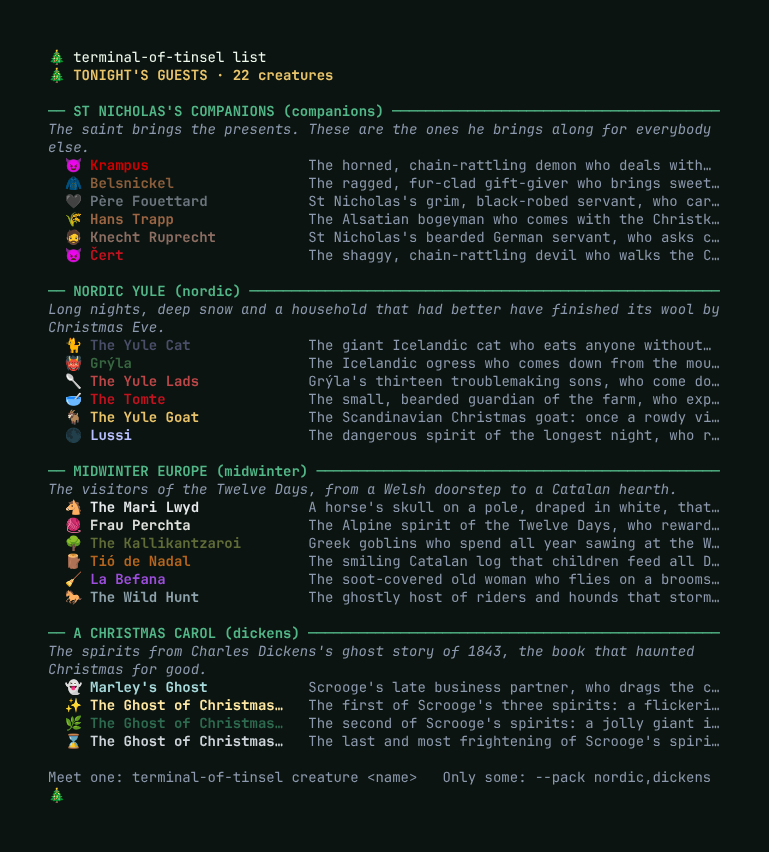 terminal-of-tinsel list
TONIGHT'S GUESTS · 22 creatures
ST NICHOLAS'S COMPANIONS (companions)
The saint brings the presents. These are the ones he brings along for everybody
else.
Krampus The horned, chain-rattling demon who deals with…
Belsnickel The ragged, fur-clad gift-giver who brings sweet…
Père Fouettard St Nicholas's grim, black-robed servant, who car…
Hans Trapp The Alsatian bogeyman who comes with the Christk…
Knecht Ruprecht St Nicholas's bearded German servant, who asks c…
Čert The shaggy, chain-rattling devil who walks the C…
NORDIC YULE (nordic)
Long nights, deep snow and a household that had better have finished its wool by
Christmas Eve.
The Yule Cat The giant Icelandic cat who eats anyone without…
Grýla The Icelandic ogress who comes down from the mou…
The Yule Lads Grýla's thirteen troublemaking sons, who come do…
The Tomte The small, bearded guardian of the farm, who exp…
The Yule Goat The Scandinavian Christmas goat: once a rowdy vi…
Lussi The dangerous spirit of the longest night, who r…
MIDWINTER EUROPE (midwinter)
The visitors of the Twelve Days, from a Welsh doorstep to a Catalan hearth.
The Mari Lwyd A horse's skull on a pole, draped in white, that…
Frau Perchta The Alpine spirit of the Twelve Days, who reward…
The Kallikantzaroi Greek goblins who spend all year sawing at the W…
Tió de Nadal The smiling Catalan log that children feed all D…
La Befana The soot-covered old woman who flies on a brooms…
The Wild Hunt The ghostly host of riders and hounds that storm…
A CHRISTMAS CAROL (dickens)
The spirits from Charles Dickens's ghost story of 1843, the book that haunted
Christmas for good.
Marley's Ghost Scrooge's late business partner, who drags the c…
The Ghost of Christmas… The first of Scrooge's three spirits: a flickeri…
The Ghost of Christmas… The second of Scrooge's spirits: a jolly giant i…
The Ghost of Christmas… The last and most frightening of Scrooge's spiri…
Meet one: terminal-of-tinsel creature <name> Only some: --pack nordic,dickens